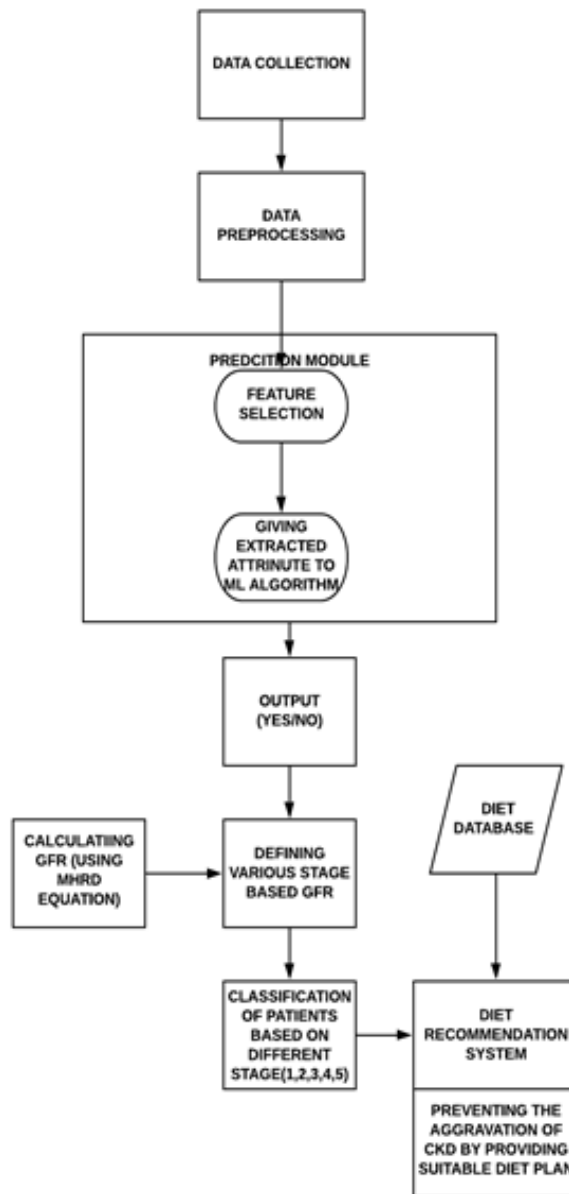 DATA COLLECTION
DATA
PREPROCESSING
PREDCITION MODULE
FEATURE
SELECTION
GIVING
EXTRACTED
ATTRINUTE TO
ML ALGORITHM
OUTPUT
(YES/NO)
CALCULATIING
GFR (USING
MHRD
EQUATION)
DEFINING
VARIOUS STAGE
BASED GFR
DIET
DATABASE
CLASSIFICATION
OF PATIENTS
BASED ON
DIFFERENT
STAGE(1,2,3,4,5)
DIET
RECOMMENDATION
SYSTEM
PREVENTING THE
AGGRAVATION OF
CKD BY PROVIDING
SUITABLE DIET PLAN